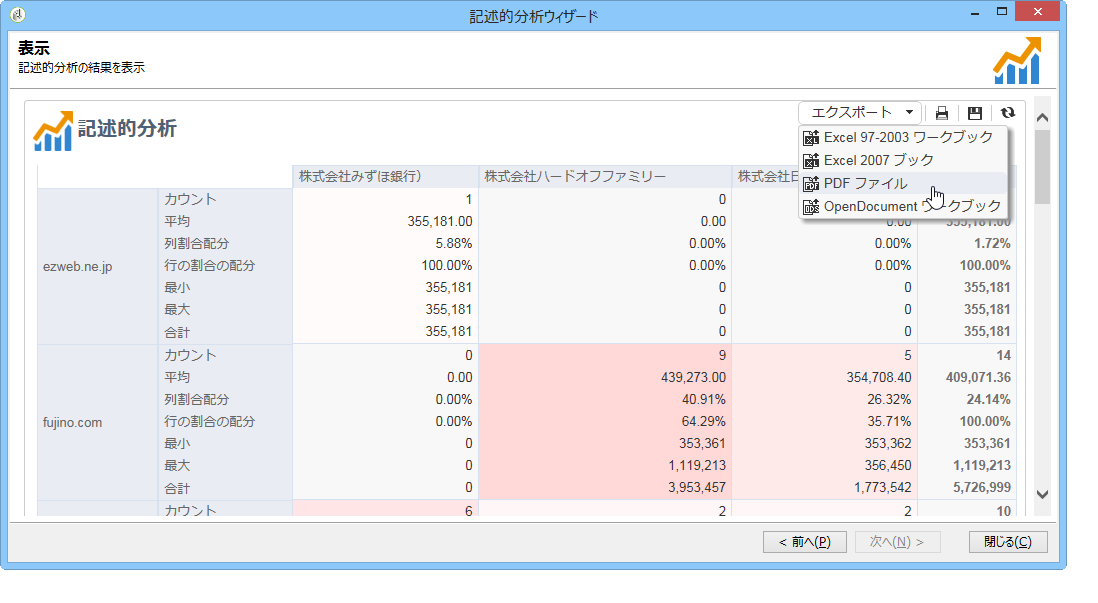 記述的分析ウィザード
表示
記述的分析の結果を表示
記述的分析
エクスポート
Excel 97-2003 ワークブック
Excel 2007 ブック
PDF ファイル
OpenDocument ワークブック
株式会社みずほ銀行） 株式会社ハードオフファミリー 株式会社
カウント 1 0
平均 355,181.00 0.00 0.00 355,181.00
列割合配分 5.88% 0.00% 0.00% 1.72%
ezweb.ne.jp 行の割合の配分 100.00% 0.00% 0.00% 100.00%
最小 355,181 0 0 355,181
最大 355,181 0 0 355,181
合計 355,181 0 0 355,181
カウント 0 9 5 14
平均 0.00 439,273.00 354,708.40 409,071.36
列割合配分 0.00% 40.91% 26.32% 24.14%
fujino.com 行の割合の配分 0.00% 64.29% 35.71% 100.00%
最小 0 353,361 353,362 353,361
最大 0 1,119,213 356,450 1,119,213
合計 0 3,953,457 1,773,542 5,726,999
カウント 6 2 2 10
< 前へ(P) 次へ(N) > 閉じる(C)